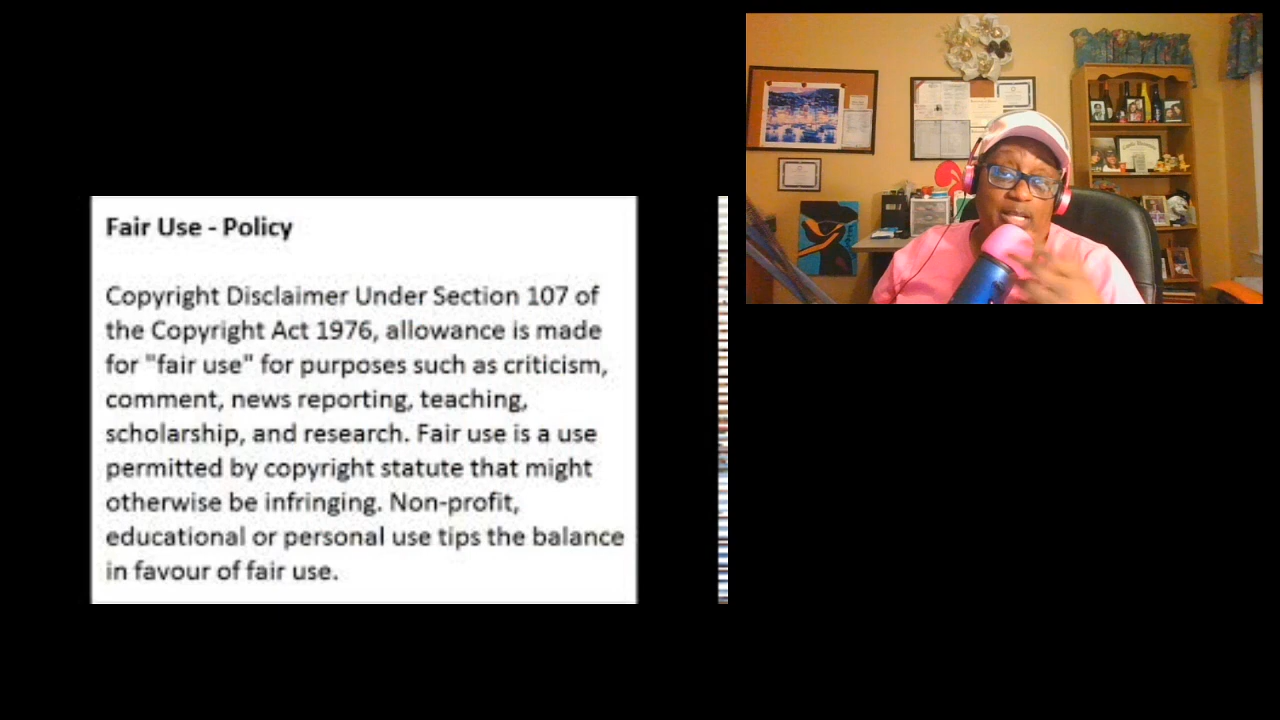 Fair Use - Policy
Copyright Disclaimer Under Section 107 of
the Copyright Act 1976, allowance is made
for "fair use" for purposes such as criticism,
comment, news reporting, teaching,
scholarship, and research. Fair use is a use
permitted by copyright statute that might
otherwise be infringing. Non-profit,
educational or personal use tips the balance
in favour of fair use.